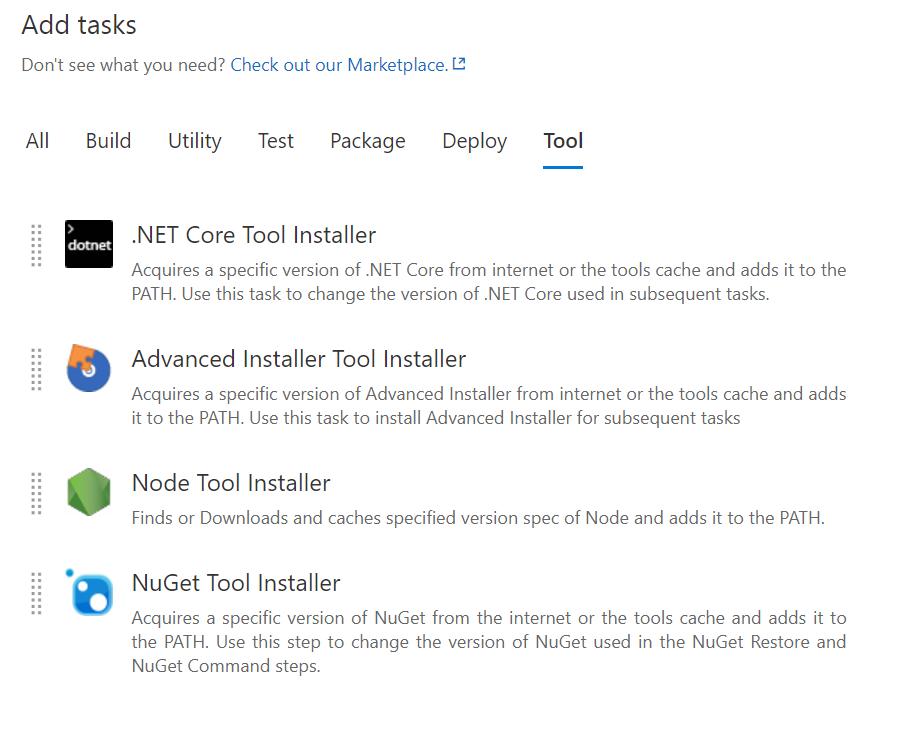 Add tasks
Don't see what you need? Check out our Marketplace.
All Build Utility Test Package Deploy Tool
dotnet
.NET Core Tool Installer
Acquires a specific version of .NET Core from internet or the tools cache and adds it to the
PATH. Use this task to change the version of .NET Core used in subsequent tasks.
Advanced Installer Tool Installer
Acquires a specific version of Advanced Installer from internet or the tools cache and adds
it to the PATH. Use this task to install Advanced Installer for subsequent tasks
Node Tool Installer
Finds or Downloads and caches specified version spec of Node and adds it to the PATH.
NuGet Tool Installer
Acquires a specific version of NuGet from the internet or the tools cache and adds it to
the PATH. Use this step to change the version of NuGet used in the NuGet Restore and
NuGet Command steps.